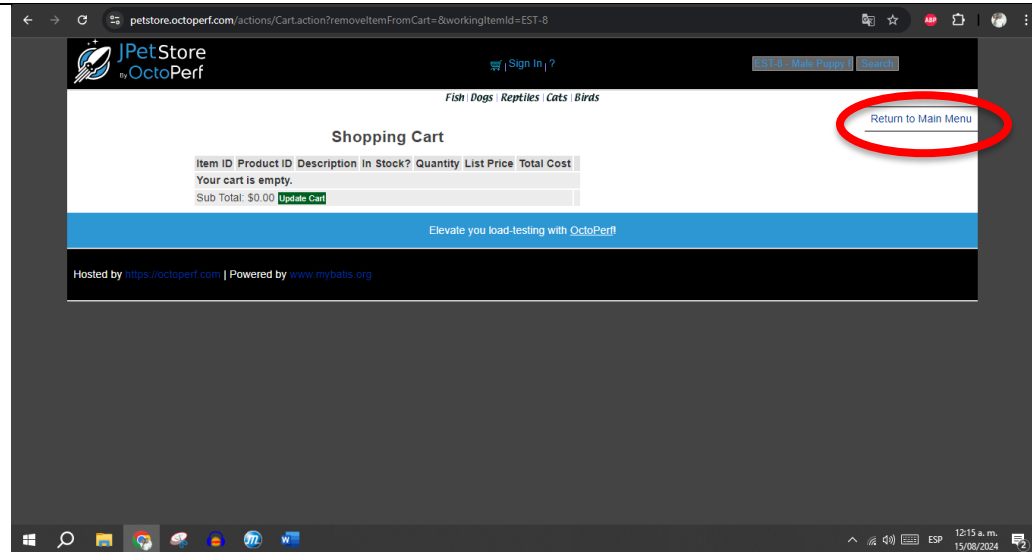 petstore.octoperf.com/actions/Cart.action?removeItemFromCart=&workingItemId=EST-8
ABP
JPetStore
By OctoPerf
| Sign In | ?
EST-8 - Male Puppy
Search
Fish | Dogs | Reptiles | Cats | Birds
Return to Main Menu
Shopping Cart
Item ID Product ID Description In Stock? Quantity List Price Total Cost
Your cart is empty.
Sub Total: $0.00 Update Cart
Elevate you load-testing with OctoPerf!
Hosted by https://octoperf.com | Powered by www.mybatis.org
ESP
12:15 a. m.
15/08/2024
2